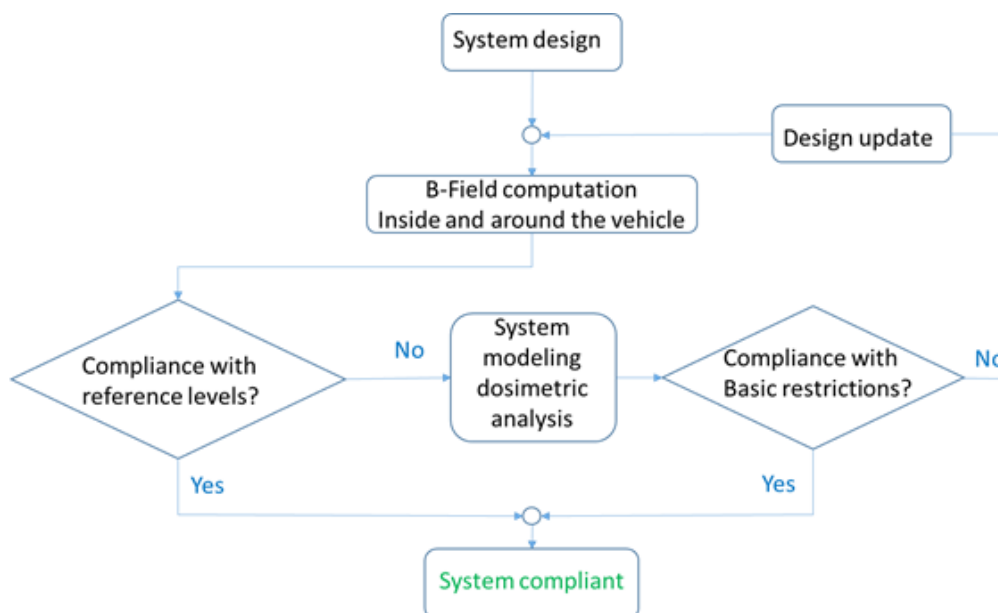 System design
Design update
B-Field computation
Inside and around the vehicle
Compliance with
reference levels?
No
System
modeling
dosimetric
analysis
Compliance with
Basic restrictions?
No
Yes
Yes
System compliant